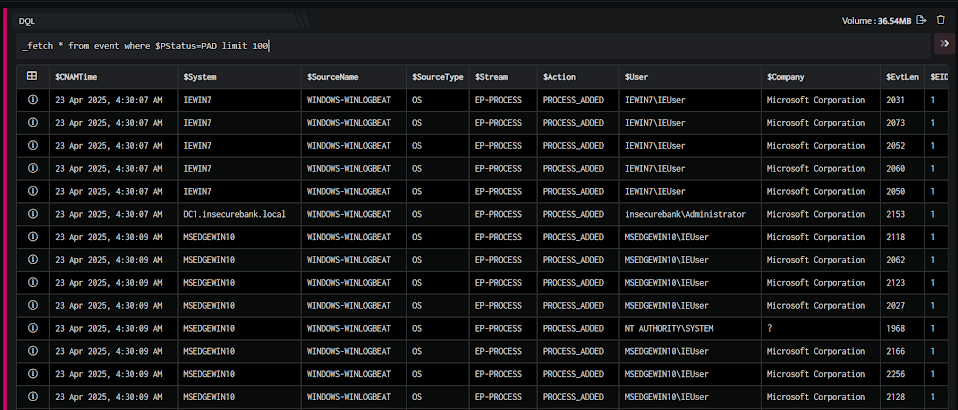 DQL Volume : 36.54MB
_fetch * from event where $PStatus=PAD limit 100
$CNAMTime $System $SourceName $SourceType $Stream $Action $User $Company $EvtLen $EID
23 Apr 2025, 4:30:07 AM IEWIN7 WINDOWS-WINLOGBEAT OS EP-PROCESS PROCESS_ADDED IEWIN7\IEUser Microsoft Corporation 2031 1
23 Apr 2025, 4:30:07 AM IEWIN7 WINDOWS-WINLOGBEAT OS EP-PROCESS PROCESS_ADDED IEWIN7\IEUser Microsoft Corporation 2073 1
23 Apr 2025, 4:30:07 AM IEWIN7 WINDOWS-WINLOGBEAT OS EP-PROCESS PROCESS_ADDED IEWIN7\IEUser Microsoft Corporation 2052 1
23 Apr 2025, 4:30:07 AM IEWIN7 WINDOWS-WINLOGBEAT OS EP-PROCESS PROCESS_ADDED IEWIN7\IEUser Microsoft Corporation 2060 1
23 Apr 2025, 4:30:07 AM IEWIN7 WINDOWS-WINLOGBEAT OS EP-PROCESS PROCESS_ADDED IEWIN7\IEUser Microsoft Corporation 2050 1
23 Apr 2025, 4:30:07 AM DC1.insecurebank.local WINDOWS-WINLOGBEAT OS EP-PROCESS PROCESS_ADDED insecurebank\Administrator Microsoft Corporation 2153 1
23 Apr 2025, 4:30:09 AM MSEDGEWIN10 WINDOWS-WINLOGBEAT OS EP-PROCESS PROCESS_ADDED MSEDGEWIN10\IEUser Microsoft Corporation 2118 1
23 Apr 2025, 4:30:09 AM MSEDGEWIN10 WINDOWS-WINLOGBEAT OS EP-PROCESS PROCESS_ADDED MSEDGEWIN10\IEUser Microsoft Corporation 2062 1
23 Apr 2025, 4:30:09 AM MSEDGEWIN10 WINDOWS-WINLOGBEAT OS EP-PROCESS PROCESS_ADDED MSEDGEWIN10\IEUser Microsoft Corporation 2123 1
23 Apr 2025, 4:30:09 AM MSEDGEWIN10 WINDOWS-WINLOGBEAT OS EP-PROCESS PROCESS_ADDED MSEDGEWIN10\IEUser Microsoft Corporation 2027 1
23 Apr 2025, 4:30:09 AM MSEDGEWIN10 WINDOWS-WINLOGBEAT OS EP-PROCESS PROCESS_ADDED NT AUTHORITY\SYSTEM ? 1968 1
23 Apr 2025, 4:30:09 AM MSEDGEWIN10 WINDOWS-WINLOGBEAT OS EP-PROCESS PROCESS_ADDED MSEDGEWIN10\IEUser Microsoft Corporation 2166 1
23 Apr 2025, 4:30:09 AM MSEDGEWIN10 WINDOWS-WINLOGBEAT OS EP-PROCESS PROCESS_ADDED MSEDGEWIN10\IEUser Microsoft Corporation 2256 1
23 Apr 2025, 4:30:09 AM MSEDGEWIN10 WINDOWS-WINLOGBEAT OS EP-PROCESS PROCESS_ADDED MSEDGEWIN10\IEUser Microsoft Corporation 2128 1